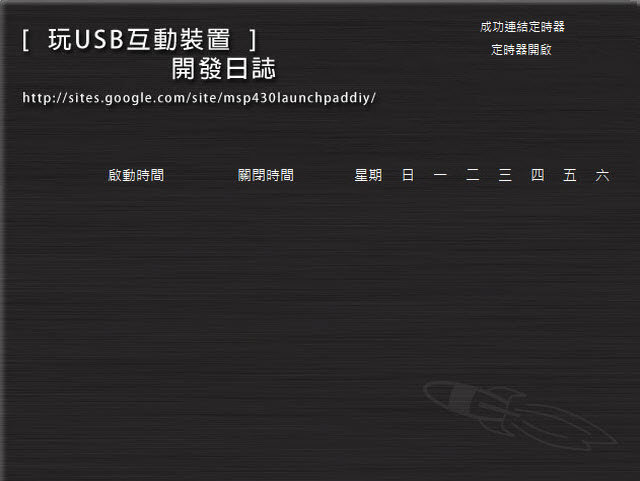 [ 玩USB互動裝置 ]
開發日誌
http://sites.google.com/site/msp430launchpaddiy/
成功連結定時器
定時器開啟
啟動時間 關閉時間 星期 日 一 二 三 四 五 六